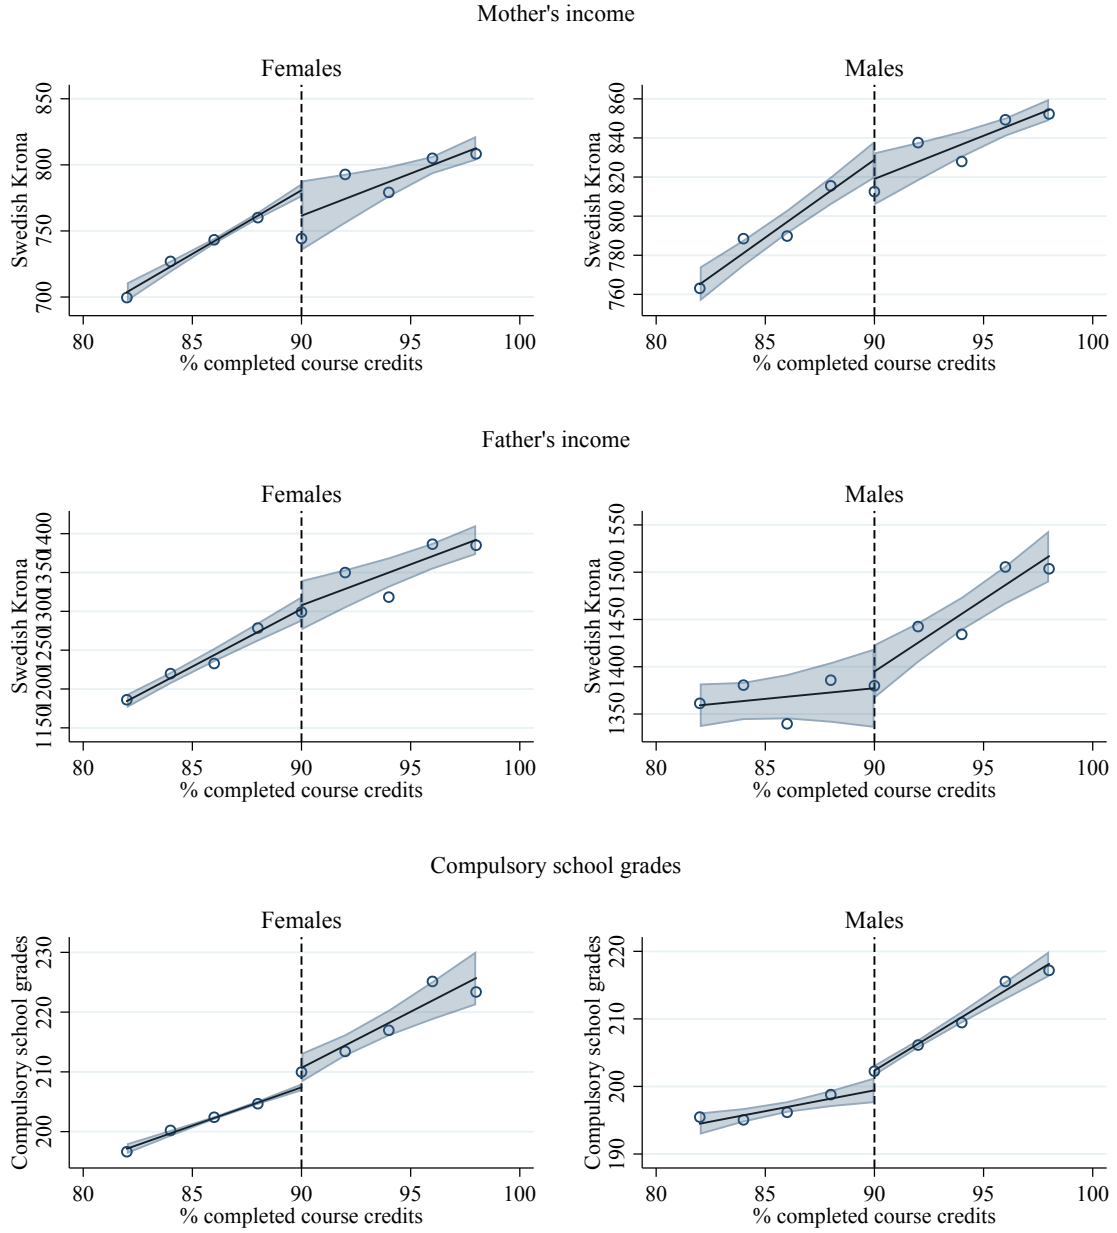 Mother's income
Females
Swedish Krona
850
800
750
700
80 85 90 95 100
% completed course credits
Males
Swedish Krona
860
840
820
800
780
760
80 85 90 95 100
% completed course credits
Father's income
Females
Swedish Krona
1400
1350
1300
1250
1200
1150
80 85 90 95 100
% completed course credits
Males
Swedish Krona
1550
1500
1450
1400
1350
80 85 90 95 100
% completed course credits
Compulsory school grades
Females
Compulsory school grades
230
220
210
200
80 85 90 95 100
% completed course credits
Males
Compulsory school grades
220
210
200
190
80 85 90 95 100
% completed course credits